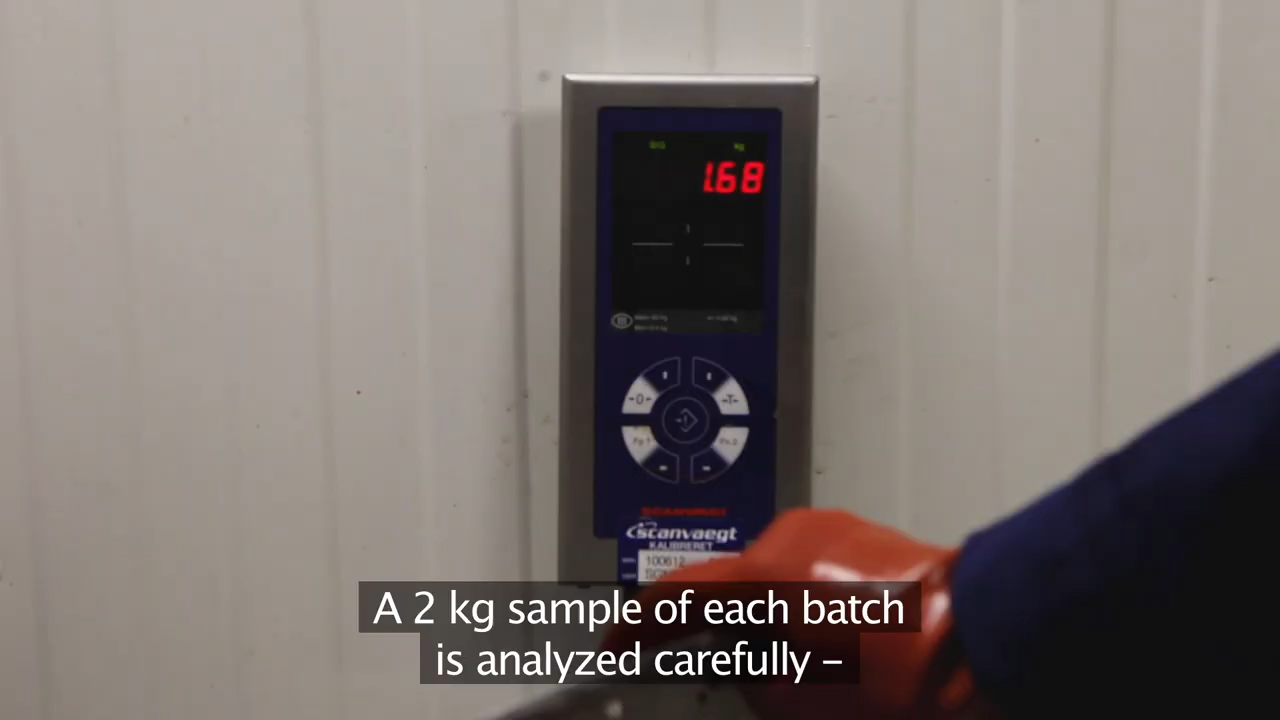 kg
1.68
-0-
-T-
scanvaegt
KALIBRERET
100612
A 2 kg sample of each batch
is analyzed carefully –